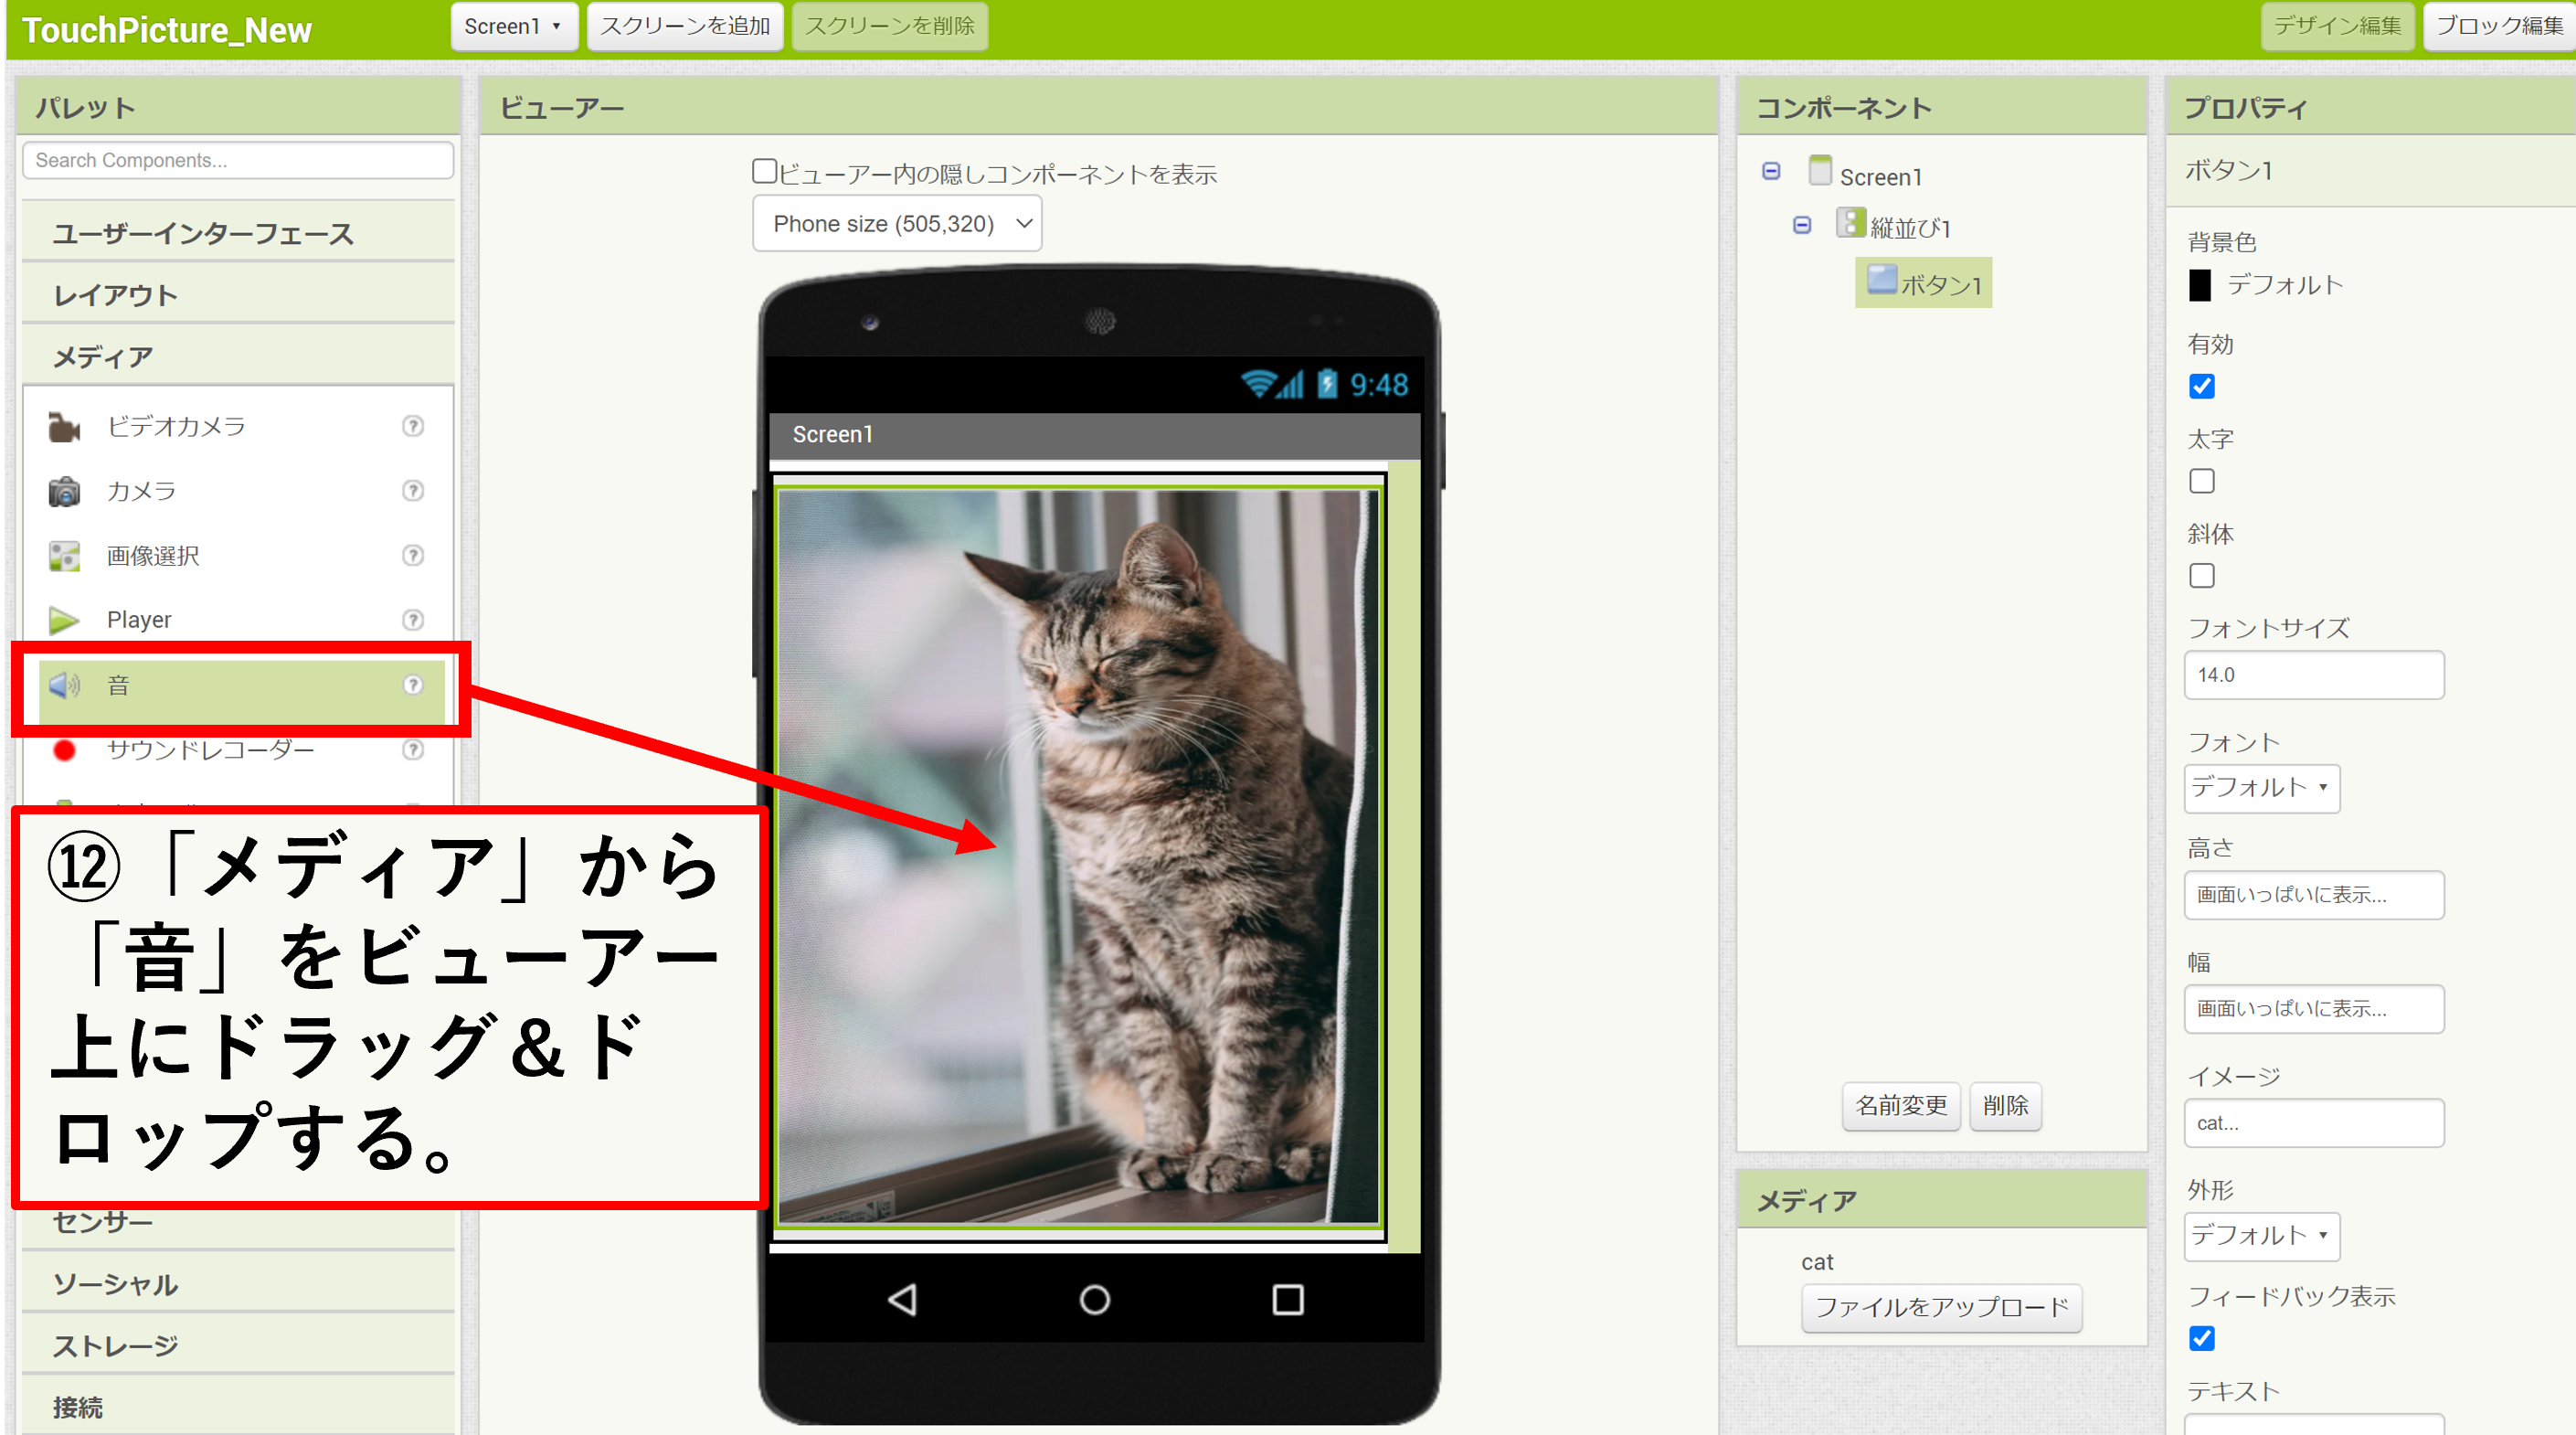 TouchPicture_New
Screen1 ▾
スクリーンを追加
スクリーンを削除
デザイン編集
ブロック編集
パレット
Search Components...
ユーザーインターフェース
レイアウト
メディア
ビデオカメラ ?
カメラ ?
画像選択 ?
Player ?
音 ?
サウンドレコーダー ?
⑫「メディア」から
「音」をビューアー
上にドラッグ＆ド
ロップする。
センサー
ソーシャル
ストレージ
接続
ビューアー
ビューアー内の隠しコンポーネントを表示
Phone size (505,320)
9:48
Screen1
コンポーネント
Screen1
縦並び1
ボタン1
名前変更
削除
メディア
cat
ファイルをアップロード
プロパティ
ボタン1
背景色
デフォルト
有効
太字
斜体
フォントサイズ
14.0
フォント
デフォルト ▾
高さ
画面いっぱいに表示...
幅
画面いっぱいに表示...
イメージ
cat...
外形
デフォルト ▾
フィードバック表示
テキスト